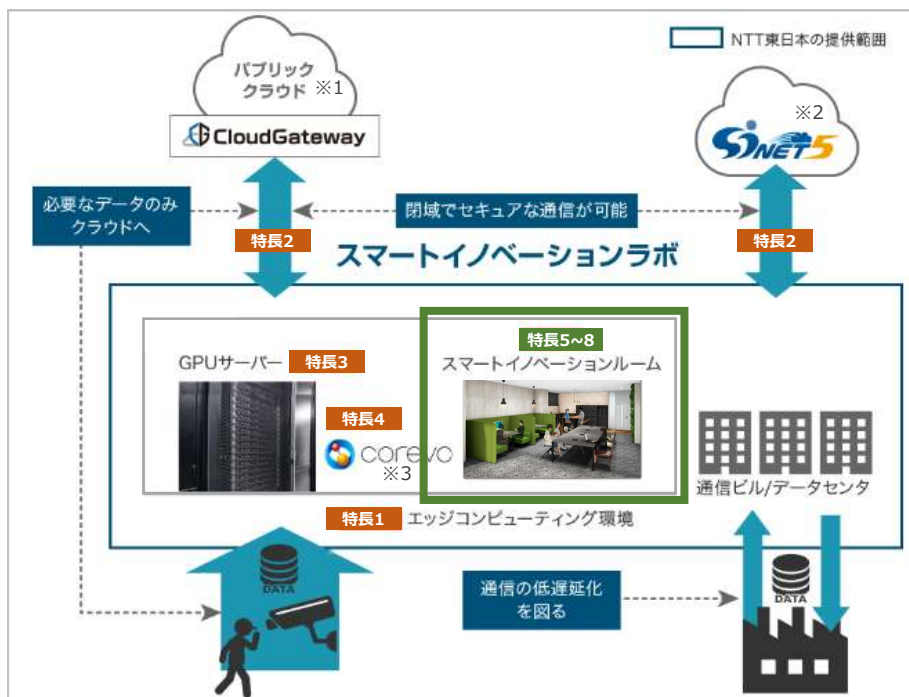 NTT東日本の提供範囲
パブリック
クラウド ※1
CloudGateway
※2
SINET5
必要なデータのみ
クラウドへ
閉域でセキュアな通信が可能
特長2
特長2
スマートイノベーションラボ
特長5~8
GPUサーバー 特長3
スマートイノベーションルーム
特長4
corevo
※3
通信ビル/データセンタ
特長1 エッジコンピューティング環境
DATA
通信の低遅延化
を図る
DATA